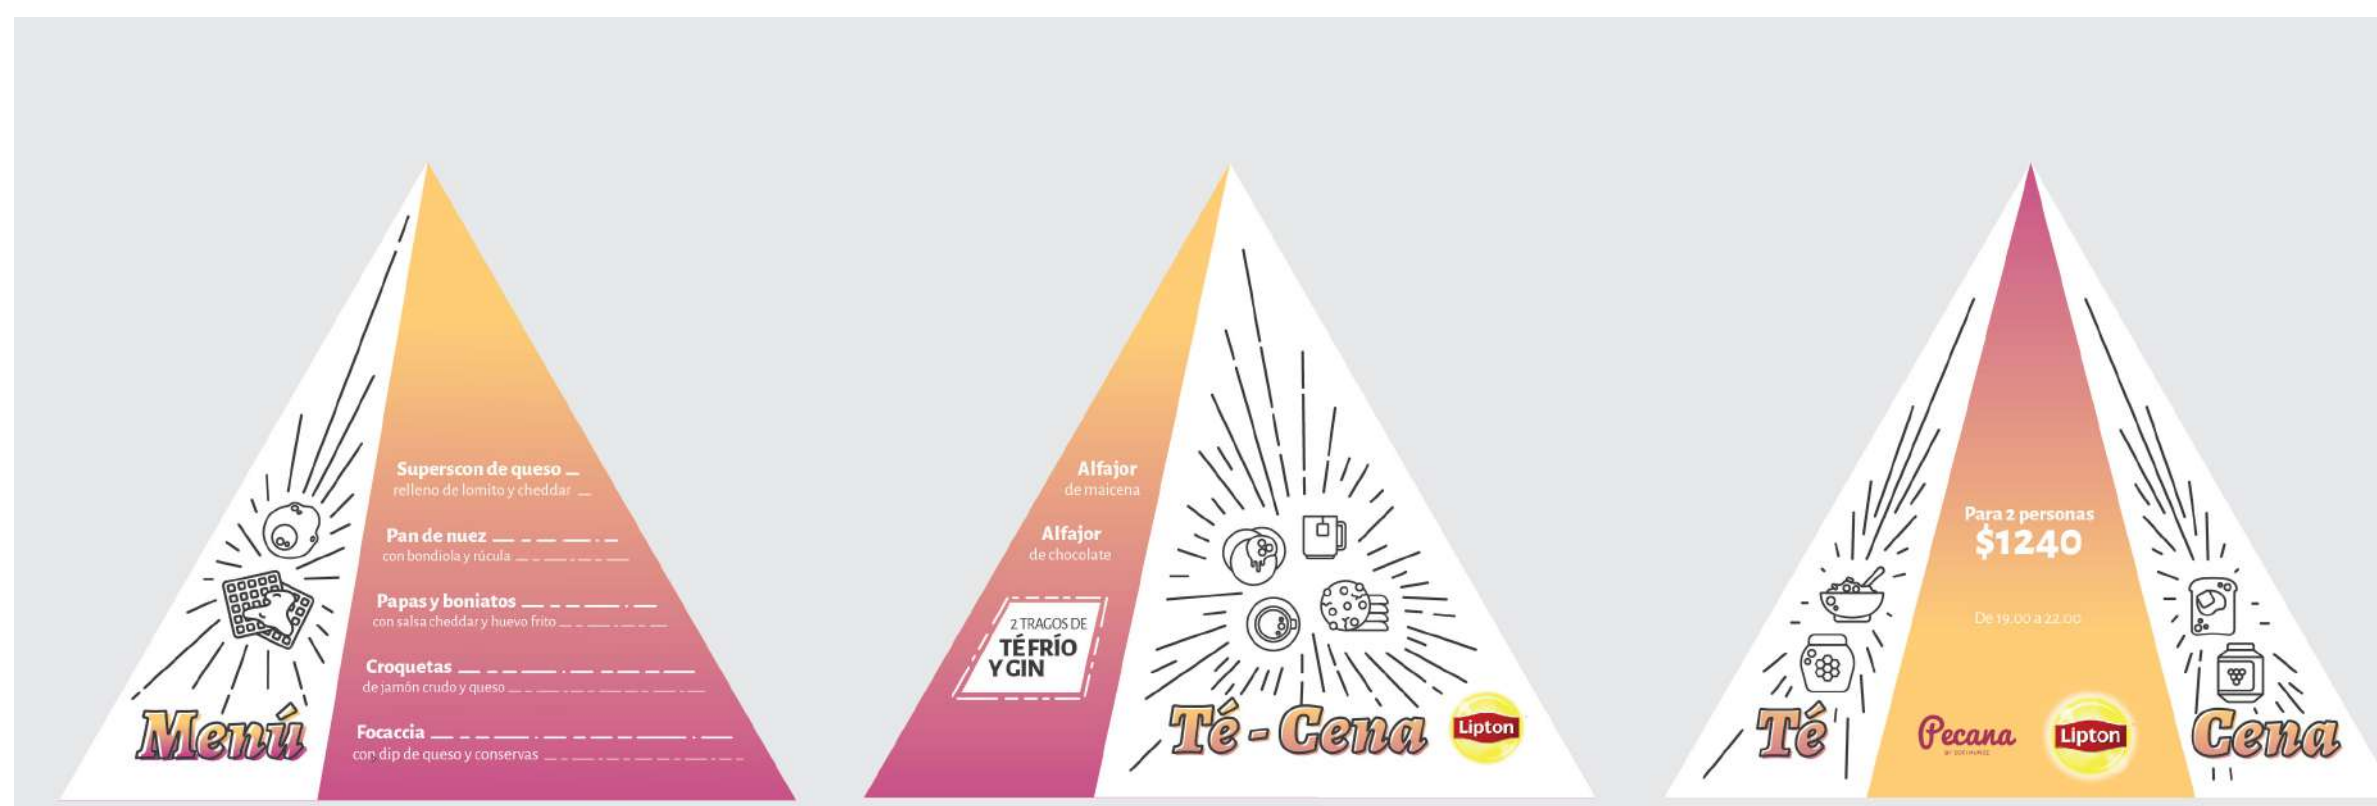 Superscon de queso
relleno de lomito y cheddar
Pan de nuez
con bondiola y rúcula
Papas y boniatos
con salsa cheddar y huevo frito
Croquetas
de jamón crudo y queso
Focaccia
con dip de queso y conservas
Menú
Alfajor
de maicena
Alfajor
de chocolate
2 TRAGOS DE
TÉ FRÍO
Y GIN
Té - Cena
Lipton
Para 2 personas
$1240
De 19.00 a 22.00
Té
Pecana
Lipton
Cena